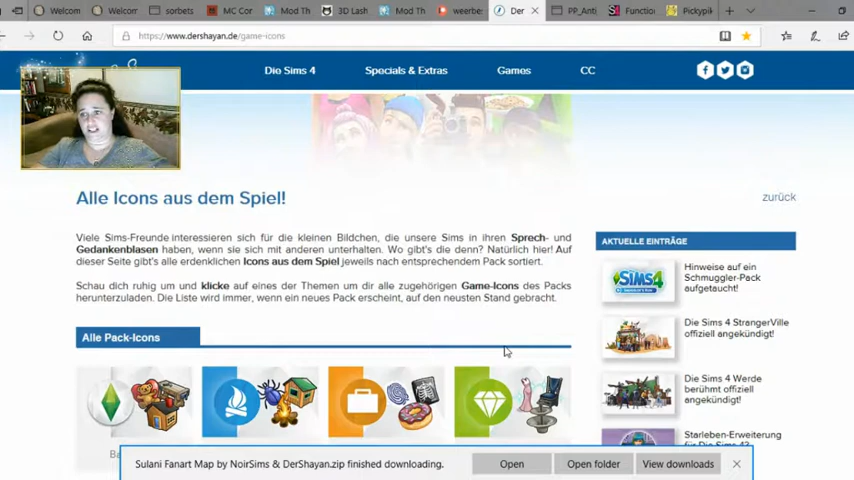 Welcom
Welcom
sorbets
MC Cor
Mod Th
3D Lash
Mod Th
weerbe
Der
PP_Anti
Function
Pickypik
https://www.dershayan.de/game-icons
Die Sims 4
Specials & Extras
Games
CC
Alle Icons aus dem Spiel!
zurück
Viele Sims-Freunde interessieren sich für die kleinen Bildchen, die unsere Sims in ihren Sprech- und
Gedankenblasen haben, wenn sie sich mit anderen unterhalten. Wo gibt's die denn? Natürlich hier! Auf
dieser Seite gibt's alle erdenklichen Icons aus dem Spiel jeweils nach entsprechendem Pack sortiert.
Schau dich ruhig um und klicke auf eines der Themen um dir alle zugehörigen Game-Icons des Packs
herunterzuladen. Die Liste wird immer, wenn ein neues Pack erscheint, auf den neusten Stand gebracht.
Alle Pack-Icons
AKTUELLE EINTRÄGE
Hinweise auf ein
Schmuggler-Pack
aufgetaucht!
SIMS 4
Die Sims 4 StrangerVille
offiziell angekündigt!
Die Sims 4 Werde
berühmt offiziell
angekündigt!
Starleben-Erweiterung
für Die Sims 4?
Ba
Sulani Fanart Map by NoirSims & DerShayan.zip finished downloading.
Open
Open folder
View downloads